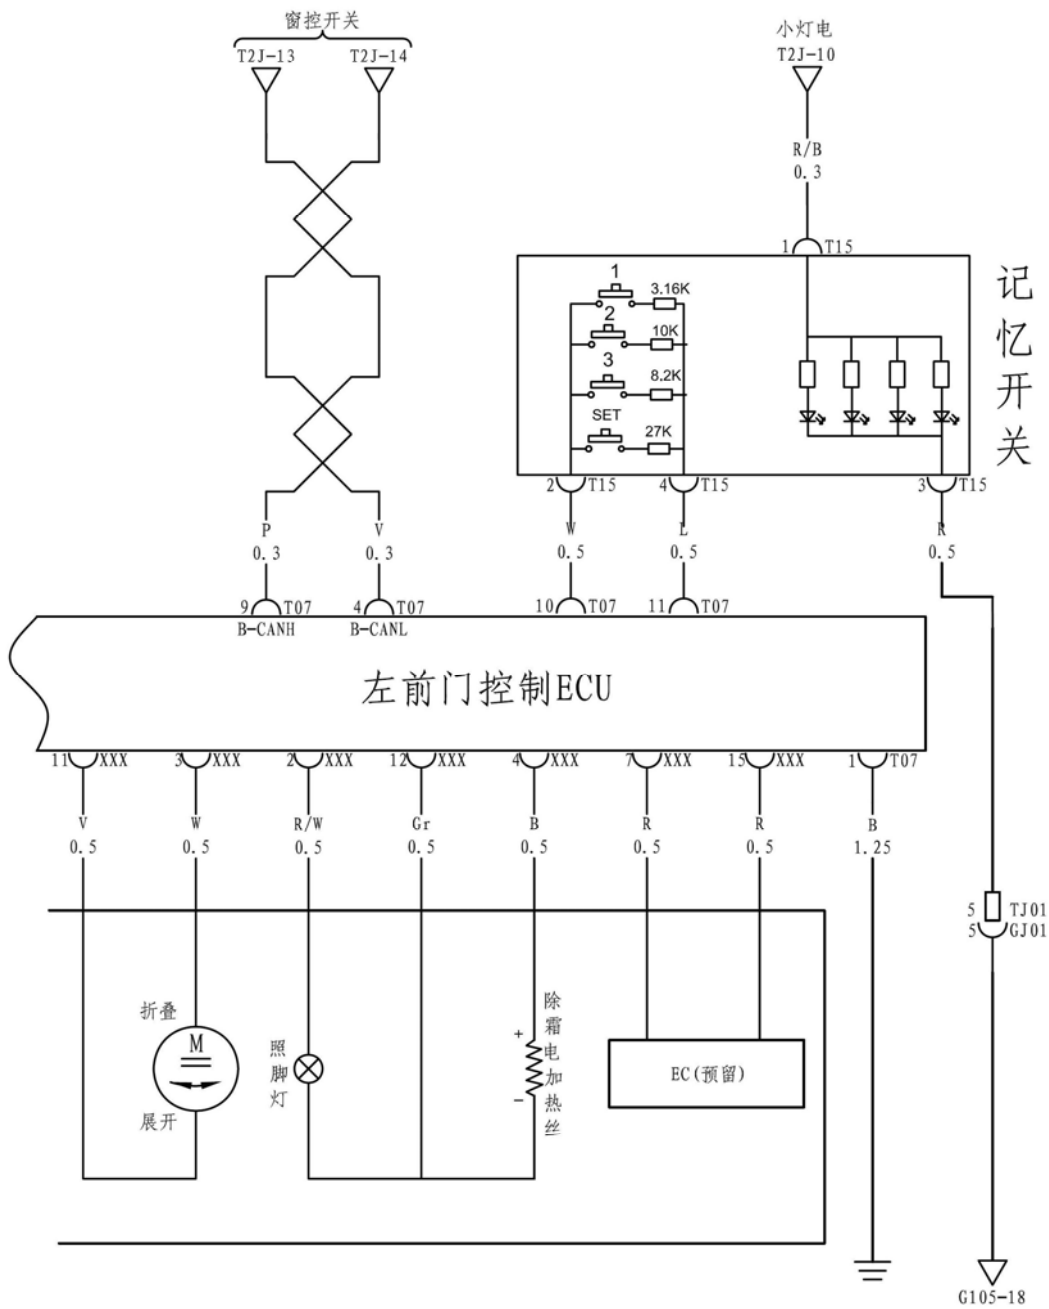 窗控开关
T2J-13
T2J-14
小灯电
T2J-10
R/B
0.3
1 T15
记忆开关
1
3.16K
2
10K
3
8.2K
SET
27K
2 T15
4 T15
3 T15
P
0.3
V
0.3
W
0.5
L
0.5
R
0.5
9 T07
B-CANH
4 T07
B-CANL
10 T07
11 T07
左前门控制ECU
11 XXX
3 XXX
2 XXX
12 XXX
4 XXX
7 XXX
15 XXX
1 T07
V
0.5
W
0.5
R/W
0.5
Gr
0.5
B
0.5
R
0.5
R
0.5
B
1.25
5 TJ01
5 GJ01
折叠
M
展开
照脚灯
+
-
除霜电加热丝
EC(预留)
G105-18